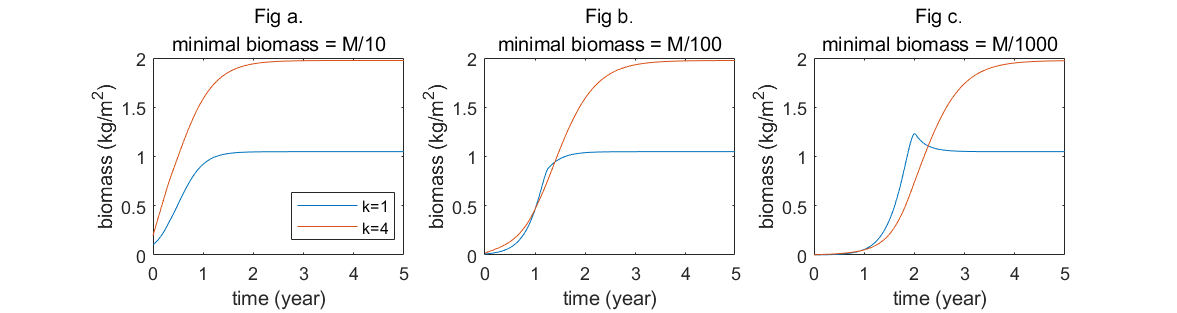 Fig a.
minimal biomass = M/10
biomass (kg/m²)
2
1.5
1
0.5
0
0 1 2 3 4 5
time (year)
k=1
k=4
Fig b.
minimal biomass = M/100
biomass (kg/m²)
2
1.5
1
0.5
0
0 1 2 3 4 5
time (year)
Fig c.
minimal biomass = M/1000
biomass (kg/m²)
2
1.5
1
0.5
0
0 1 2 3 4 5
time (year)